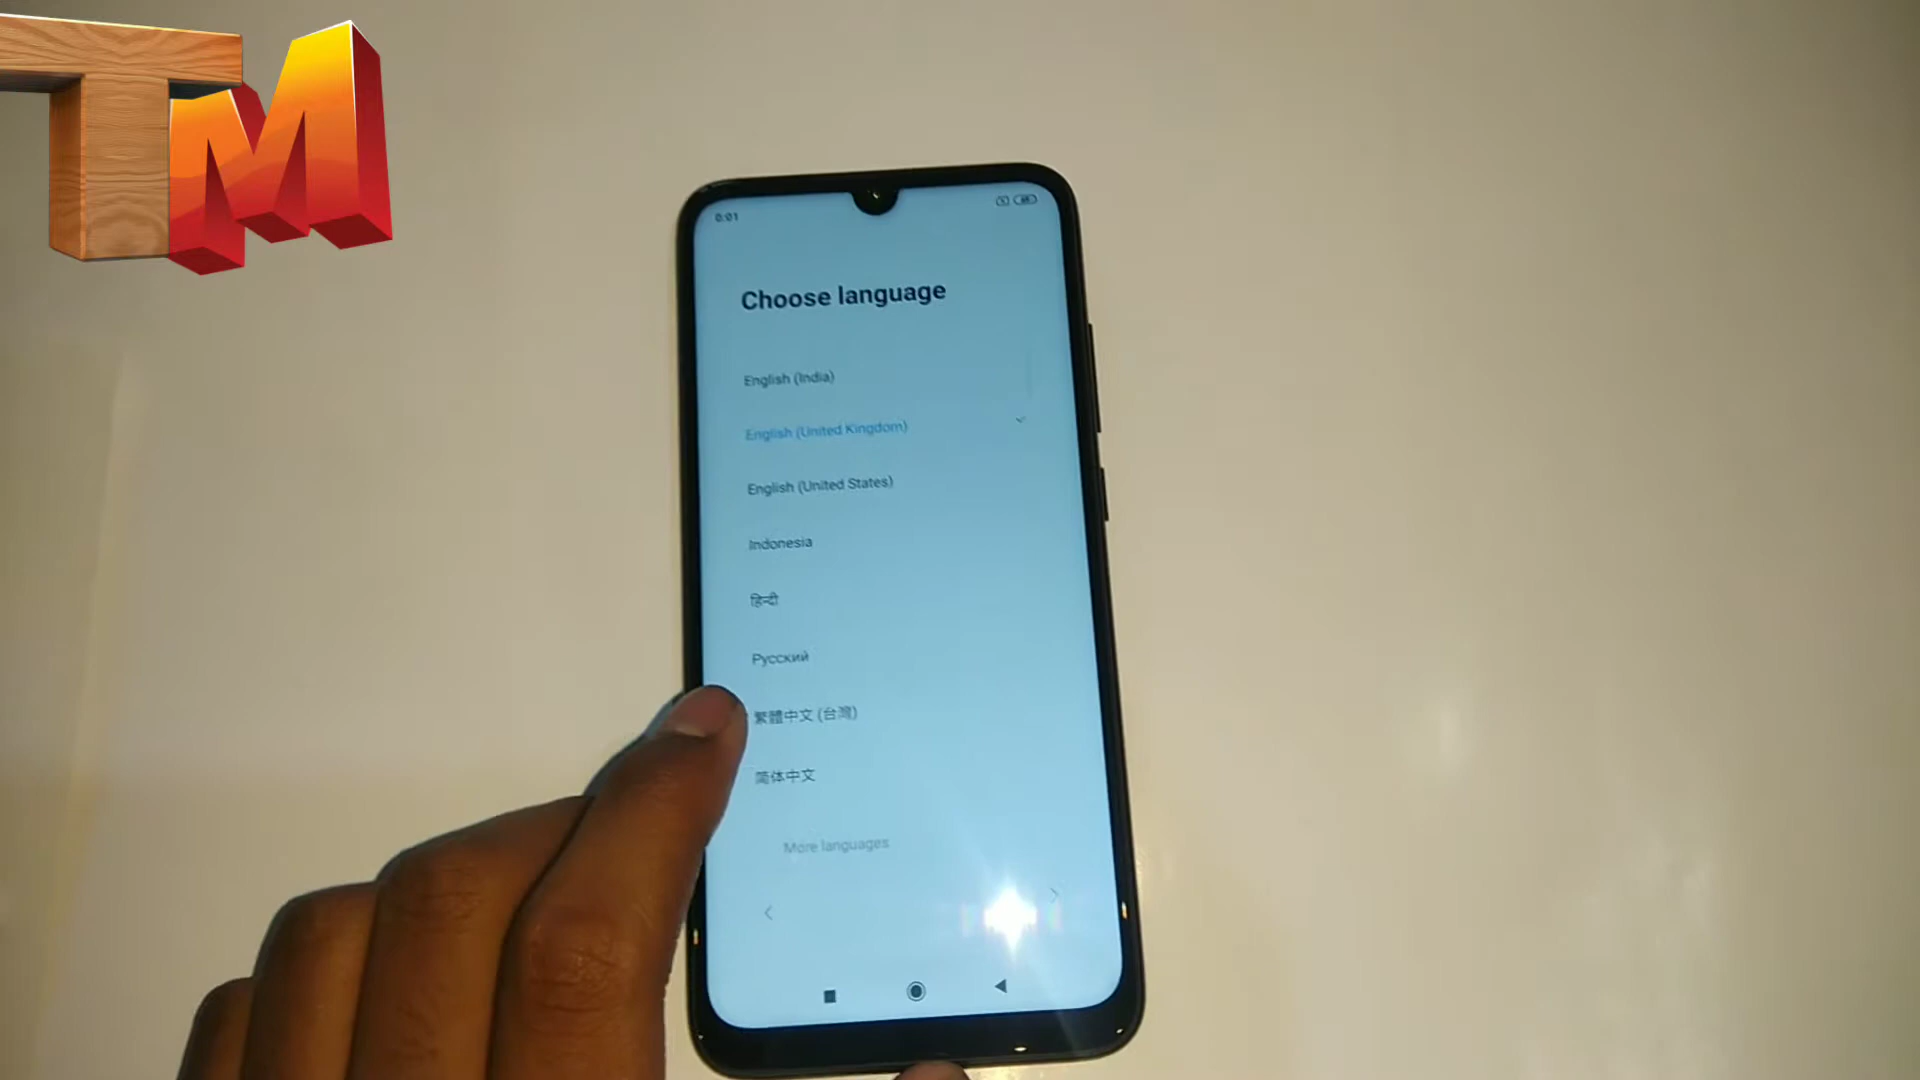 TM
0:01
Choose language
English (India)
English (United Kingdom)
English (United States)
Indonesia
हिन्दी
Русский
繁體中文 (台灣)
简体中文
More languages